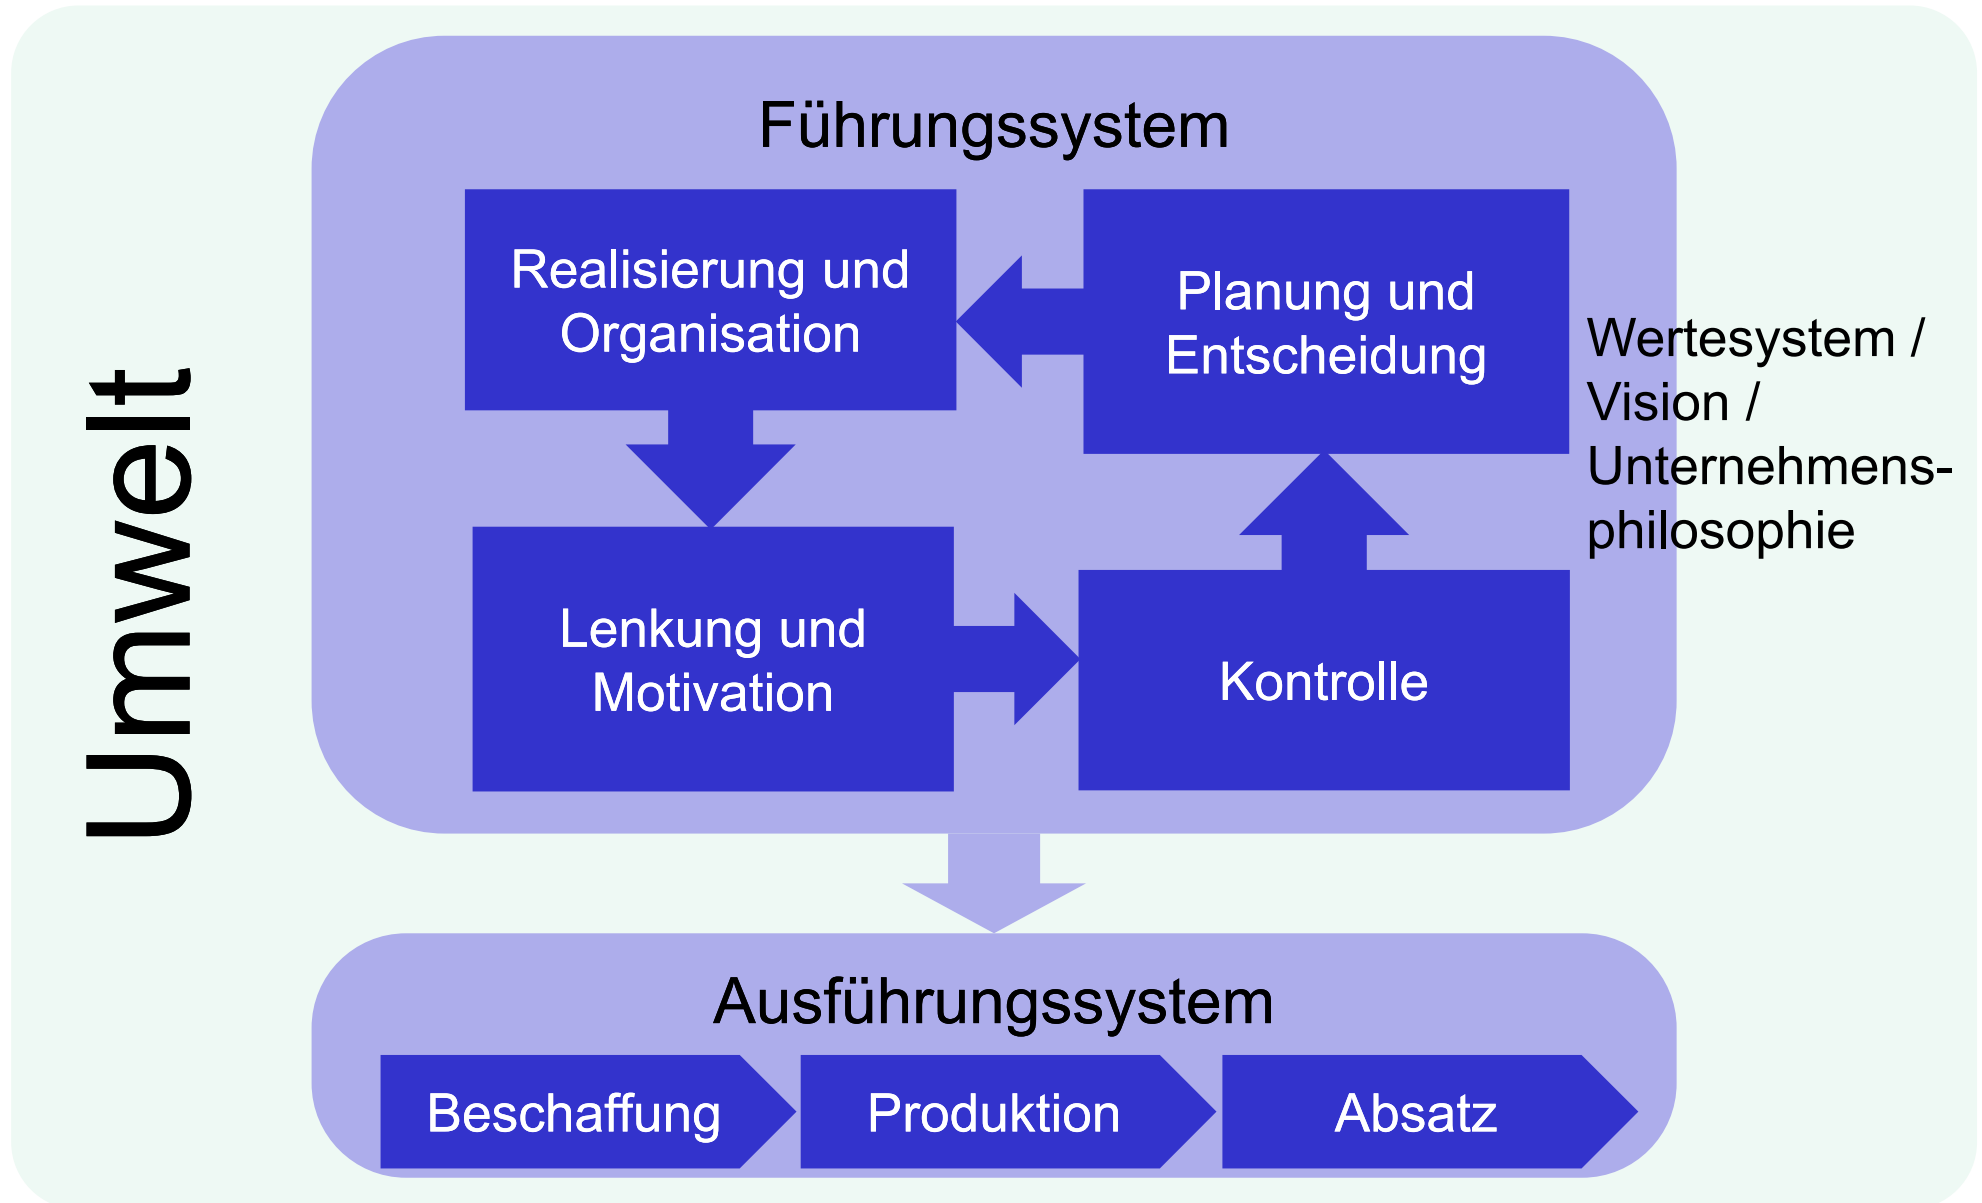 Umwelt
Führungssystem
Realisierung und
Organisation
Planung und
Entscheidung
Wertesystem /
Vision /
Unternehmens-
philosophie
Lenkung und
Motivation
Kontrolle
Ausführungssystem
Beschaffung
Produktion
Absatz